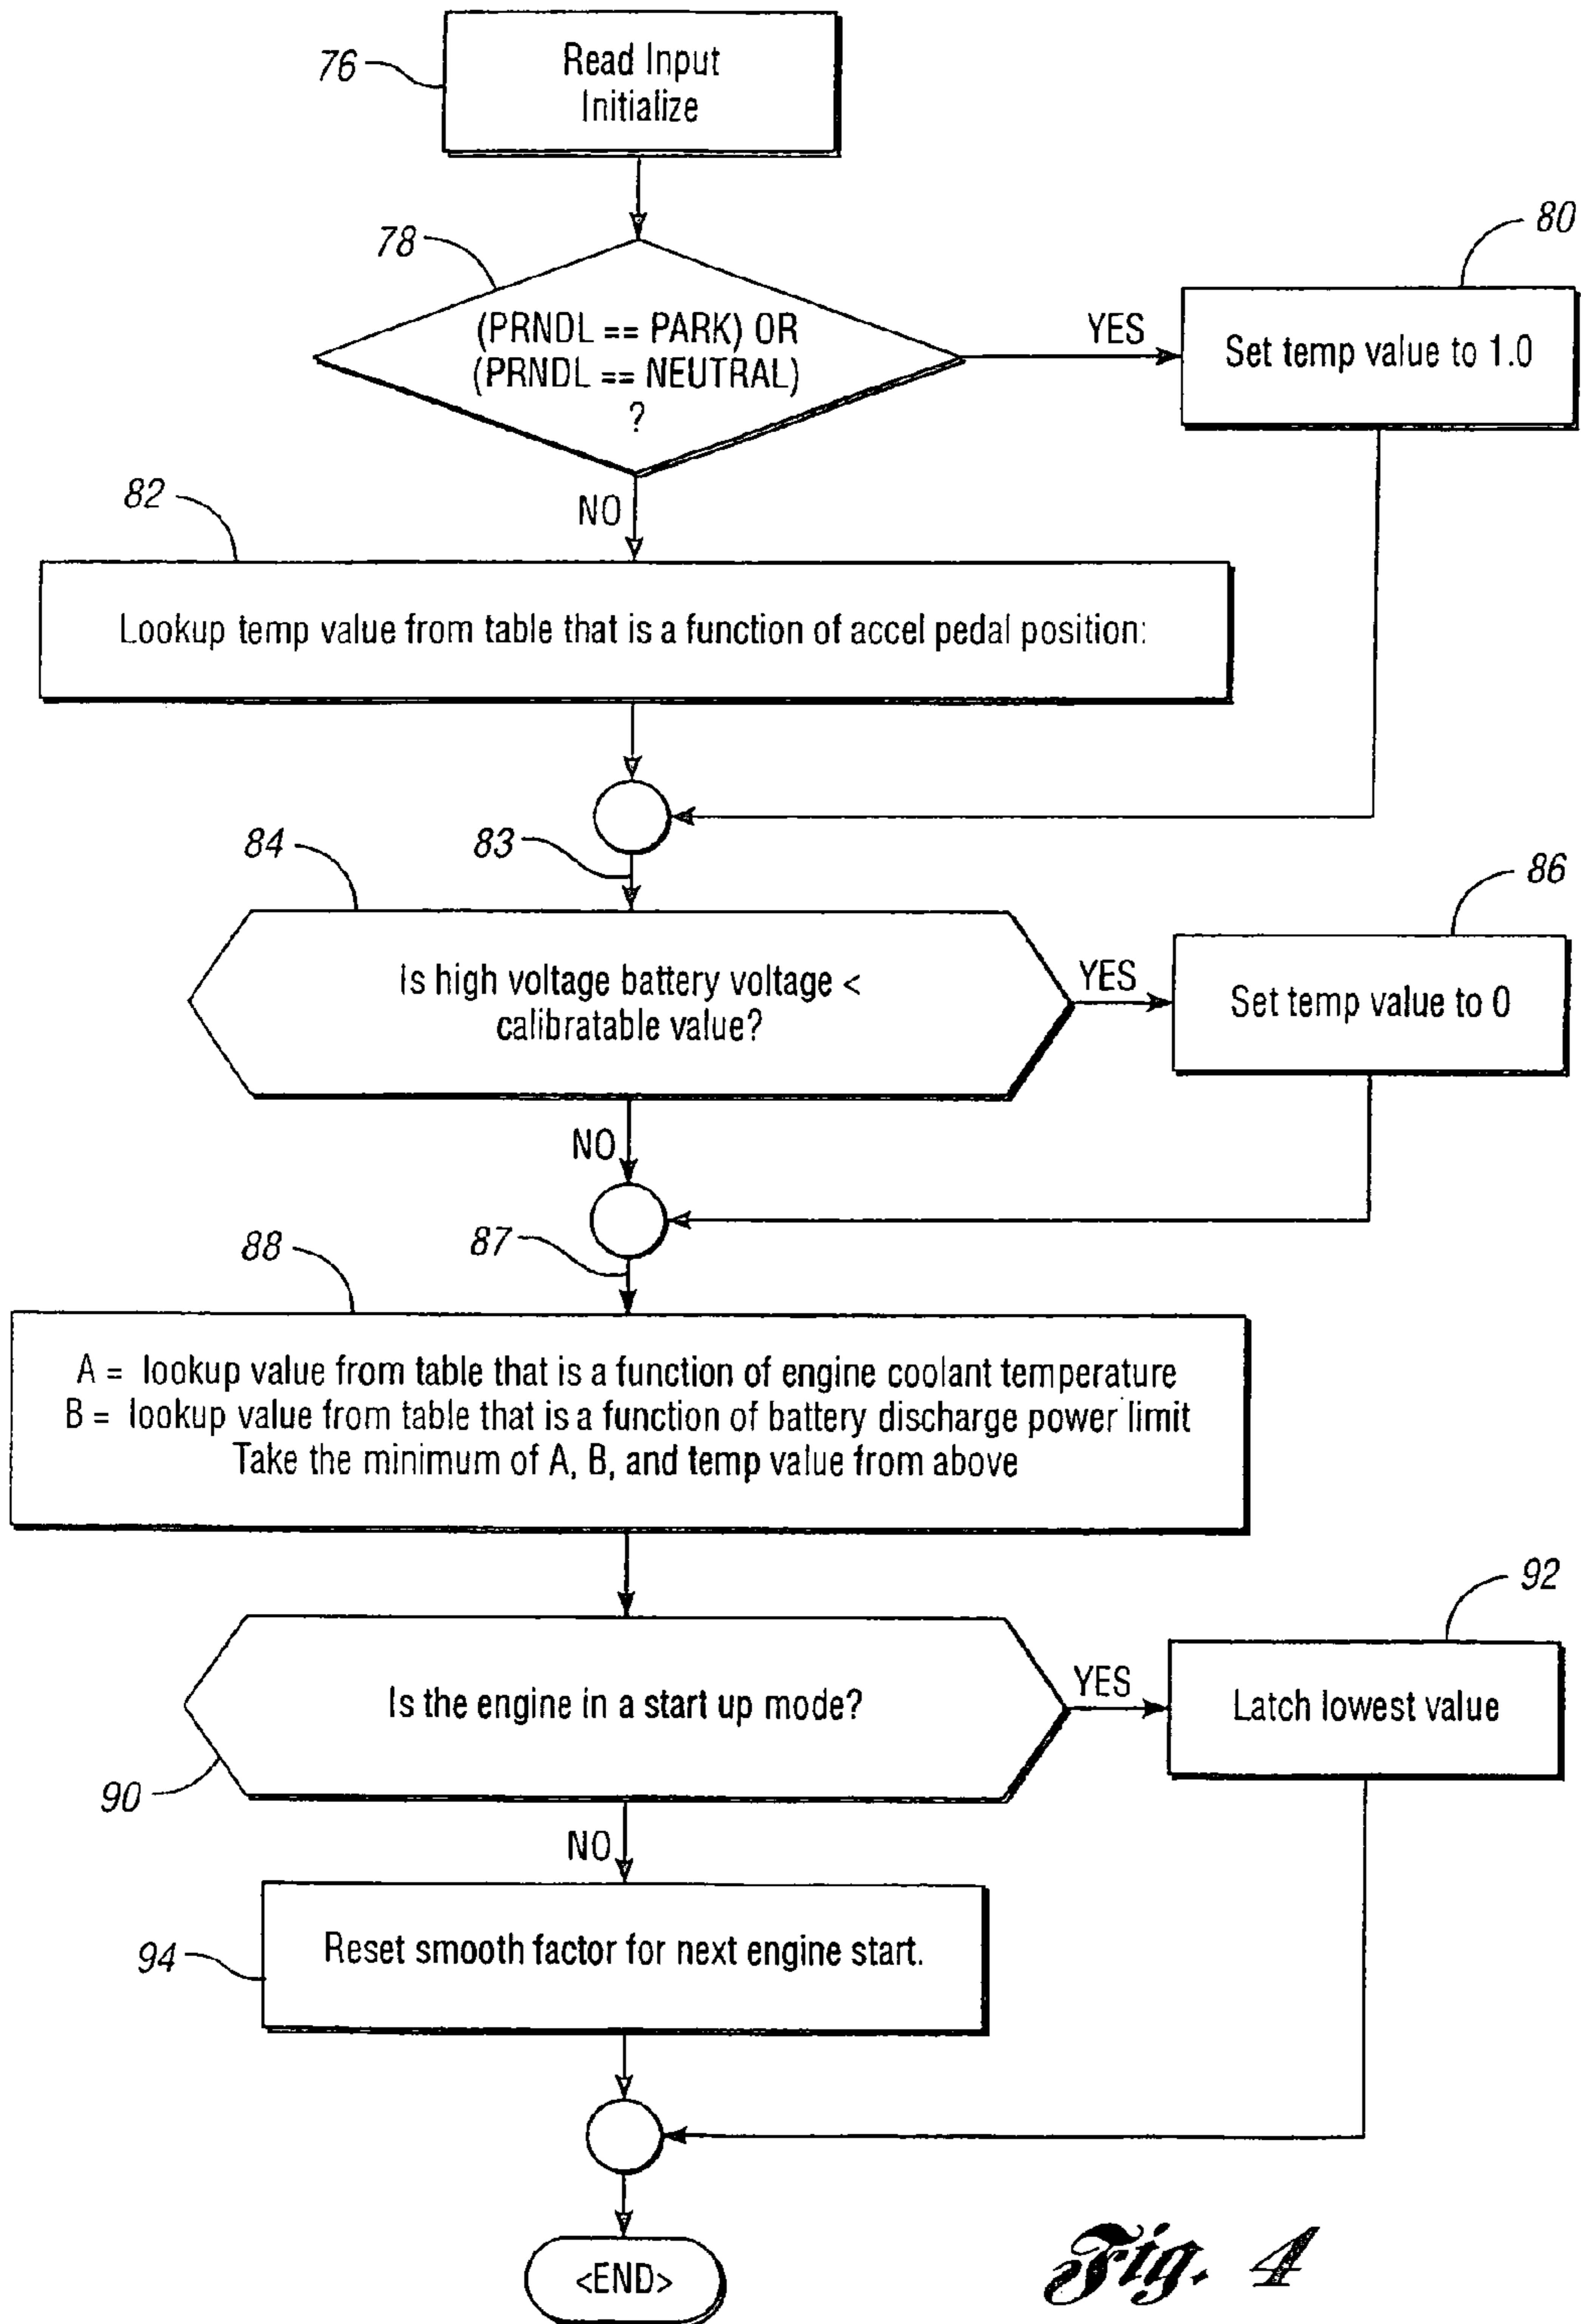 76
Read Input
Initialize
78
80
(PRNDL == PARK) OR
(PRNDL == NEUTRAL)
?
YES
Set temp value to 1.0
82
NO
Lookup temp value from table that is a function of accel pedal position:
84
83
86
Is high voltage battery voltage <
calibratable value?
YES
Set temp value to 0
NO
88
87
A = lookup value from table that is a function of engine coolant temperature
B = lookup value from table that is a function of battery discharge power limit
Take the minimum of A, B, and temp value from above
92
Is the engine in a start up mode?
YES
Latch lowest value
90
NO
94
Reset smooth factor for next engine start.
<END>
Fig. 4